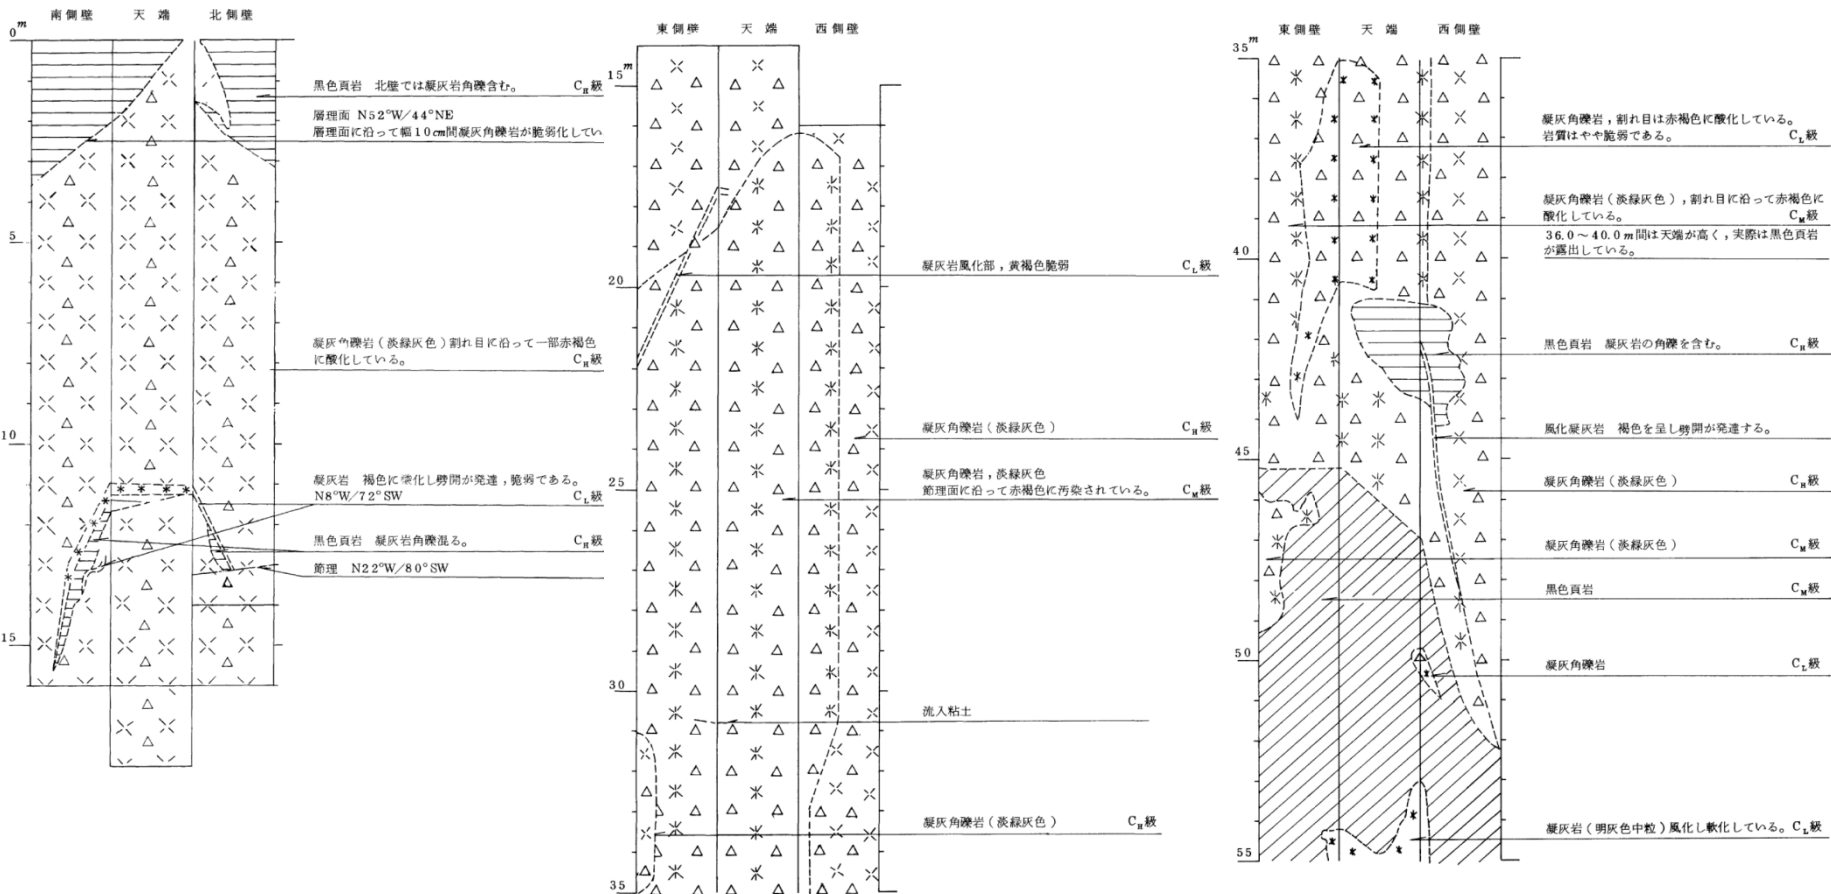 南側壁 天端 北側壁
0m
黒色頁岩 北壁では凝灰岩角礫含む。 CH級
層理面 N52°W/44°NE
層理面に沿って幅10cm間凝灰角礫岩が脆弱化してい
5
凝灰角礫岩(淡緑灰色)割れ目に沿って一部赤褐色
に酸化している。 CH級
10
凝灰岩 褐色に 化し劈開が発達,脆弱である。
N8°W/72°SW CL級
黒色頁岩 凝灰岩角礫混る。 CH級
節理 N22°W/80°SW
15
東側壁 天端 西側壁
15m
20
凝灰岩風化部,黄褐色脆弱 CL級
凝灰角礫岩(淡緑灰色) CH級
25
凝灰角礫岩,淡緑灰色
節理面に沿って赤褐色に汚染されている。 CM級
30
流入粘土
凝灰角礫岩(淡緑灰色) CH級
35
東側壁 天端 西側壁
35m
凝灰角礫岩,割れ目は赤褐色に酸化している。
岩質はやや脆弱である。 CL級
凝灰角礫岩(淡緑灰色),割れ目に沿って赤褐色に
酸化している。 CM級
36.0~40.0m間は天端が高く,実際は黒色頁岩
が露出している。
40
黒色頁岩 凝灰岩の角礫を含む。 CH級
風化凝灰岩 褐色を呈し劈開が発達する。
45
凝灰角礫岩(淡緑灰色) CH級
凝灰角礫岩(淡緑灰色) CM級
黒色頁岩 CM級
50
凝灰角礫岩 CL級
凝灰岩(明灰色中粒)風化し軟化している。 CL級
55